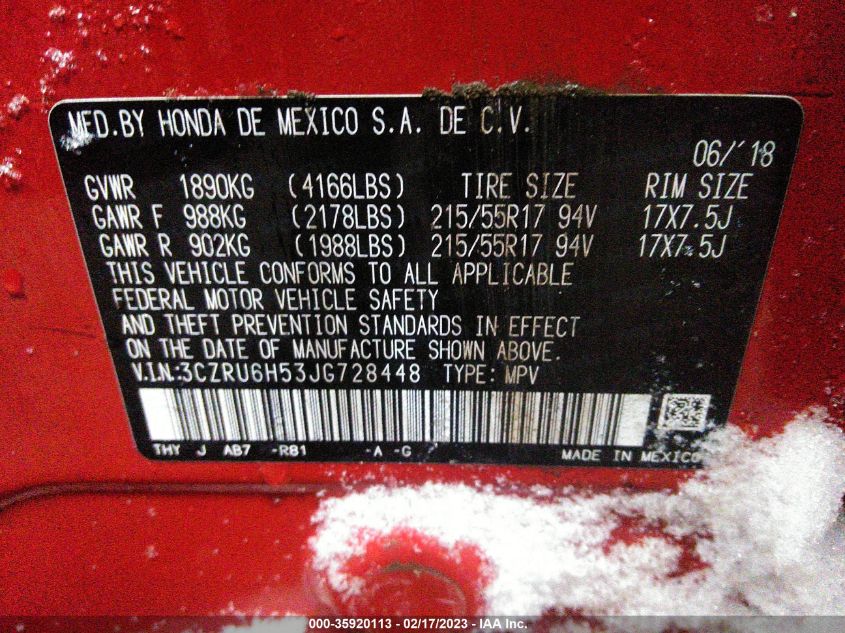 MFD.BY HONDA DE MEXICO S.A. DE C.V.
06/'18
GVWR 1890KG (4166LBS) TIRE SIZE RIM SIZE
GAWR F 988KG (2178LBS) 215/55R17 94V 17X7.5J
GAWR R 902KG (1988LBS) 215/55R17 94V 17X7.5J
THIS VEHICLE CONFORMS TO ALL APPLICABLE
FEDERAL MOTOR VEHICLE SAFETY
AND THEFT PREVENTION STANDARDS IN EFFECT
ON THE DATE OF MANUFACTURE SHOWN ABOVE.
V.I.N:3CZRU6H53JG728448 TYPE: MPV
THY J AB7 -R81 -A -G MADE IN MEXICO
000-35920113 - 02/17/2023 - IAA Inc.